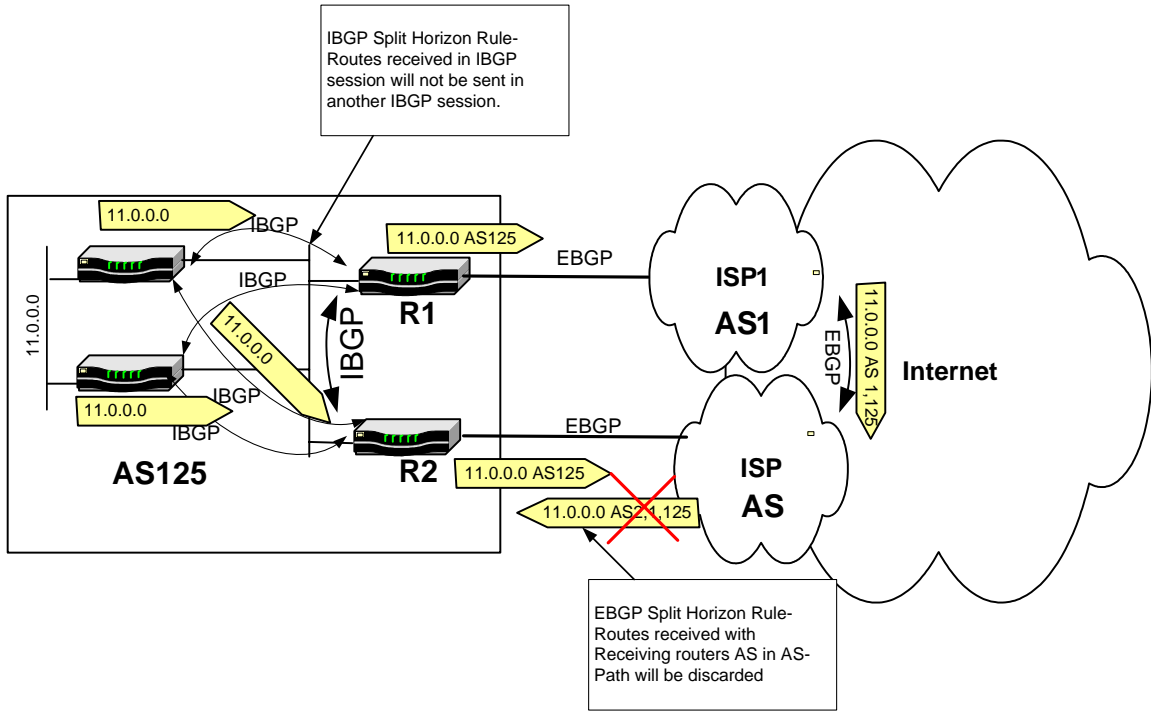 IBGP Split Horizon Rule-
Routes received in IBGP
session will not be sent in
another IBGP session.
11.0.0.0
IBGP
11.0.0.0 AS125
EBGP
ISP1
AS1
IBGP
R1
11.0.0.0
11.0.0.0
IBGP
11.0.0.0 AS 1,125
EBGP
Internet
IBGP
11.0.0.0
IBGP
EBGP
AS125
R2
11.0.0.0 AS125
ISP
AS
11.0.0.0 AS2,1,125
EBGP Split Horizon Rule-
Routes received with
Receiving routers AS in AS-
Path will be discarded